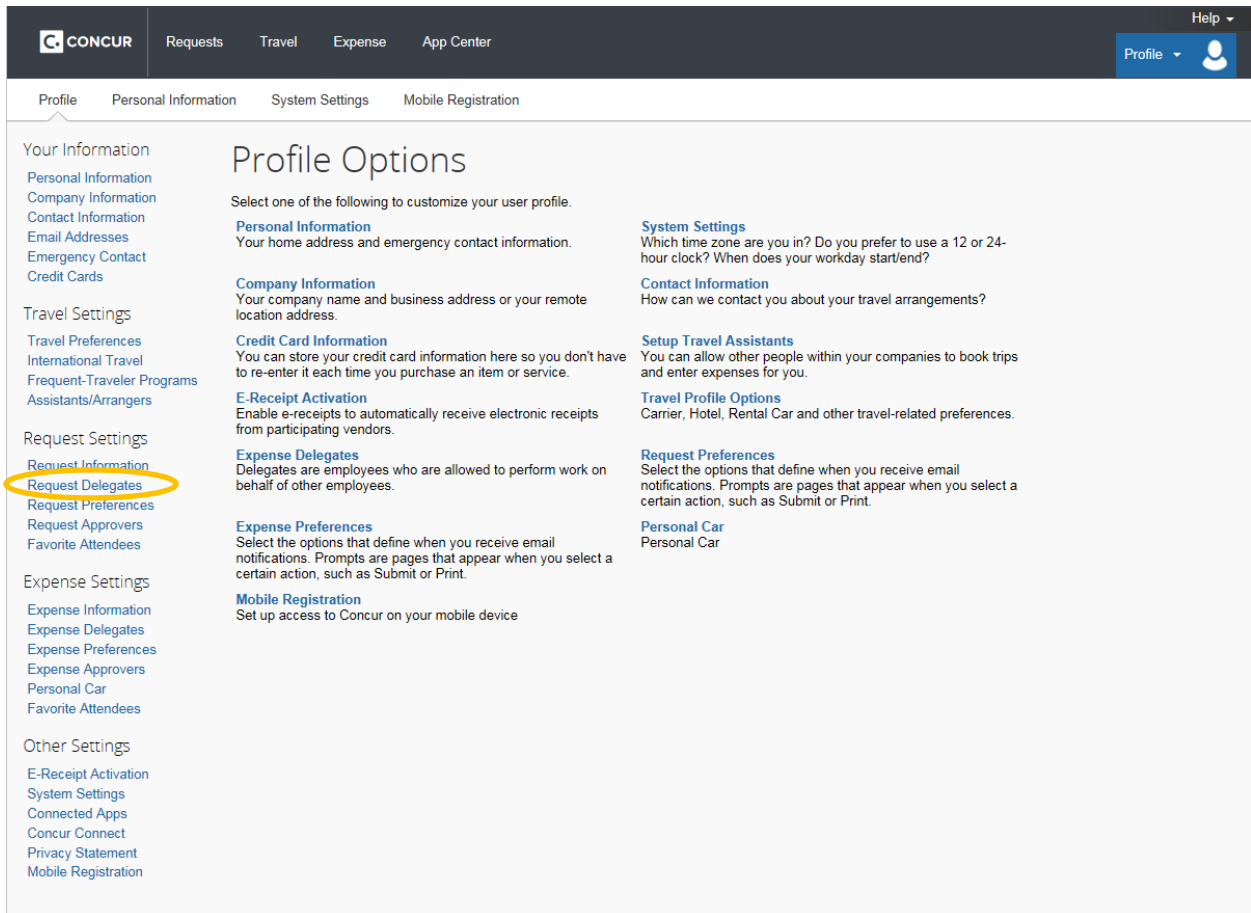 Help
C. CONCUR Requests Travel Expense App Center
Profile
Profile Personal Information System Settings Mobile Registration
Your Information
Personal Information
Company Information
Contact Information
Email Addresses
Emergency Contact
Credit Cards
Travel Settings
Travel Preferences
International Travel
Frequent-Traveler Programs
Assistants/Arrangers
Request Settings
Request Information
Request Delegates
Request Preferences
Request Approvers
Favorite Attendees
Expense Settings
Expense Information
Expense Delegates
Expense Preferences
Expense Approvers
Personal Car
Favorite Attendees
Other Settings
E-Receipt Activation
System Settings
Connected Apps
Concur Connect
Privacy Statement
Mobile Registration
Profile Options
Select one of the following to customize your user profile.
Personal Information
Your home address and emergency contact information.
System Settings
Which time zone are you in? Do you prefer to use a 12 or 24-
hour clock? When does your workday start/end?
Company Information
Your company name and business address or your remote
location address.
Contact Information
How can we contact you about your travel arrangements?
Credit Card Information
You can store your credit card information here so you don't have
to re-enter it each time you purchase an item or service.
Setup Travel Assistants
You can allow other people within your companies to book trips
and enter expenses for you.
E-Receipt Activation
Enable e-receipts to automatically receive electronic receipts
from participating vendors.
Travel Profile Options
Carrier, Hotel, Rental Car and other travel-related preferences.
Expense Delegates
Delegates are employees who are allowed to perform work on
behalf of other employees.
Request Preferences
Select the options that define when you receive email
notifications. Prompts are pages that appear when you select a
certain action, such as Submit or Print.
Expense Preferences
Select the options that define when you receive email
notifications. Prompts are pages that appear when you select a
certain action, such as Submit or Print.
Personal Car
Personal Car
Mobile Registration
Set up access to Concur on your mobile device